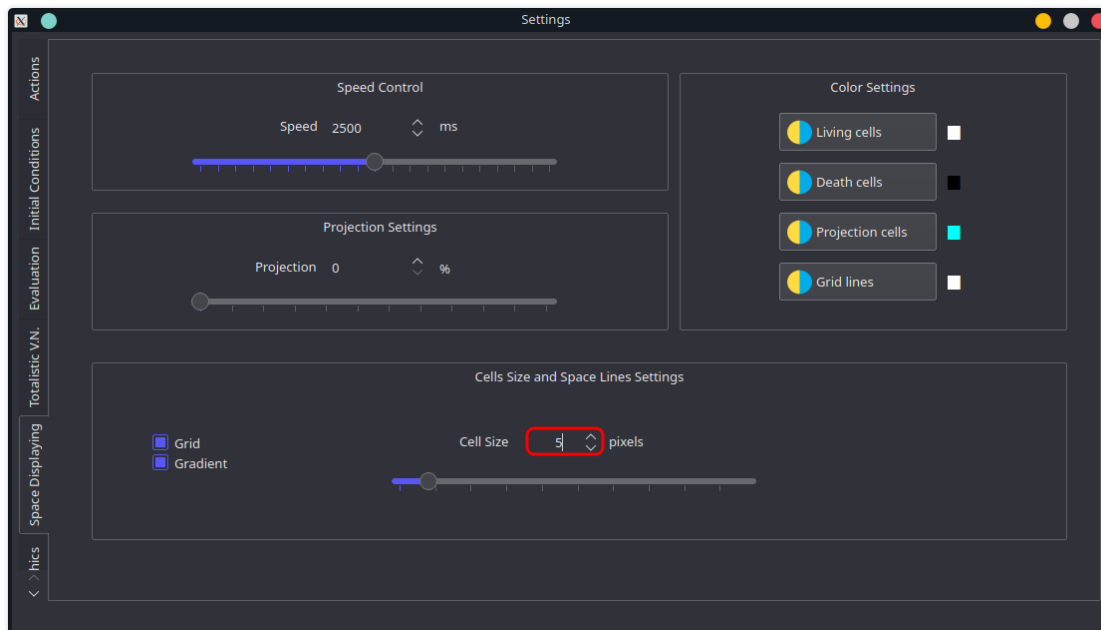 Settings
Actions
Initial Conditions
Evaluation
Totalistic V.N.
Space Displaying
hics
Speed Control
Speed 2500 ms
Projection Settings
Projection 0 %
Color Settings
Living cells
Death cells
Projection cells
Grid lines
Cells Size and Space Lines Settings
Grid
Gradient
Cell Size 5 pixels